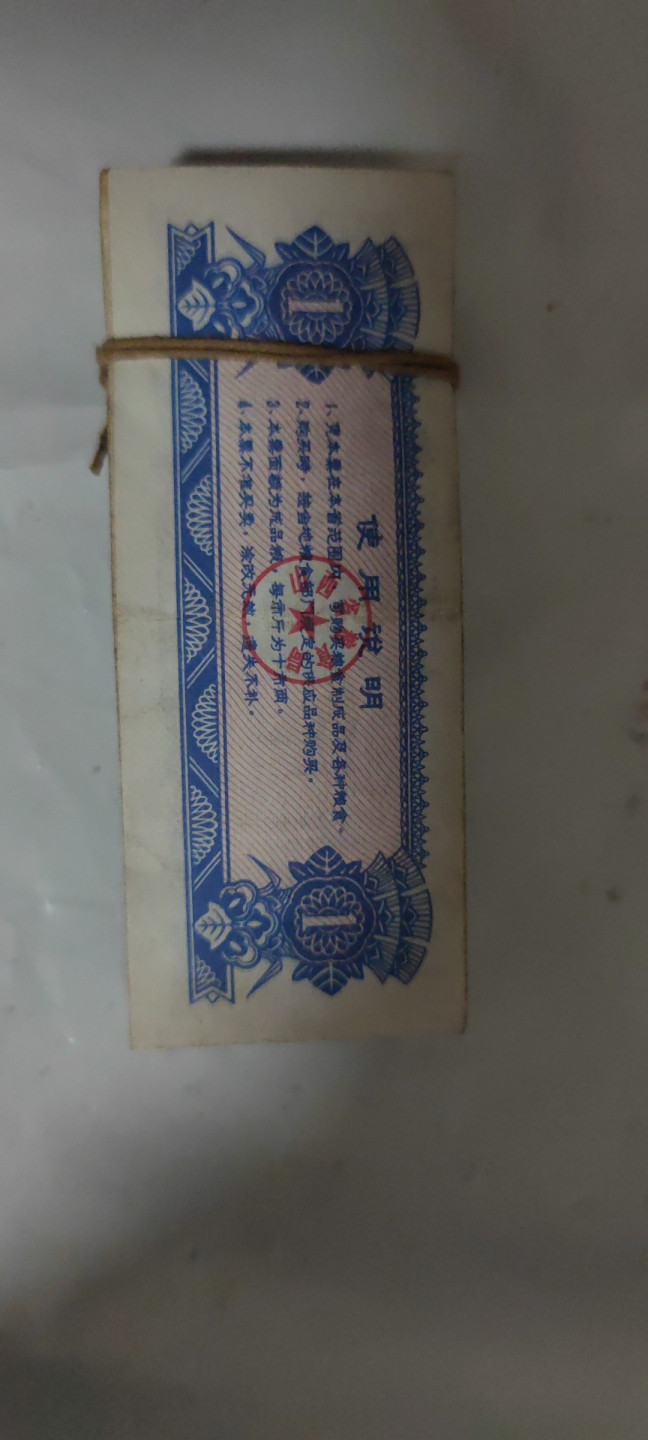 使用说明
1、凭本票在本省范围内，可购买粮食制成品及各种粮食。
2、购买时，按当地粮食部门规定的供应品种购买。
3、本票面额为成品粮，每市斤为十市两。
4、本票不准买卖，涂改无效，遗失不补。
1
1